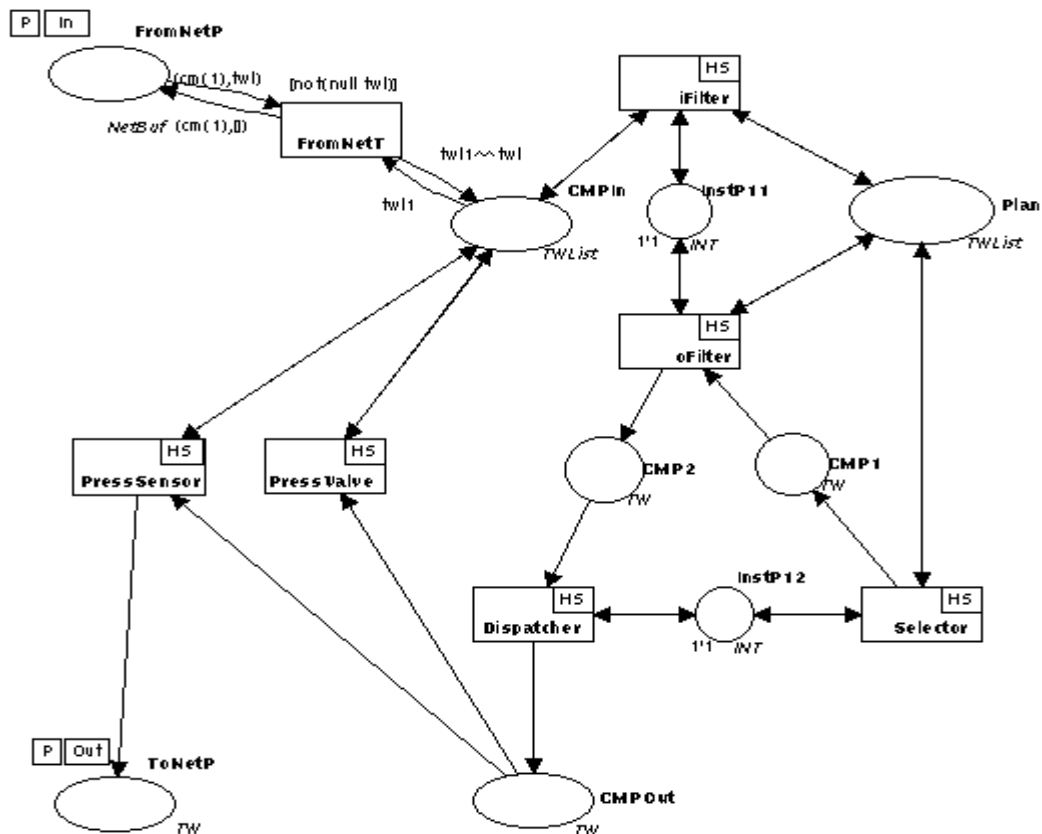 P In
FromNetP
(cm(1),twl)
[not(null twl)]
NetBuf (cm(1),[])
FromNetT
twl1^^twl
twl1
CMPIn
TWList
HS
iFilter
InstP11
1'1 INT
Plan
TWList
HS
oFilter
HS
PressSensor
HS
PressValve
CMP2
TW
CMP1
TW
InstP12
HS
Dispatcher
1'1 INT
HS
Selector
P Out
ToNetP
TW
CMPOut
TW